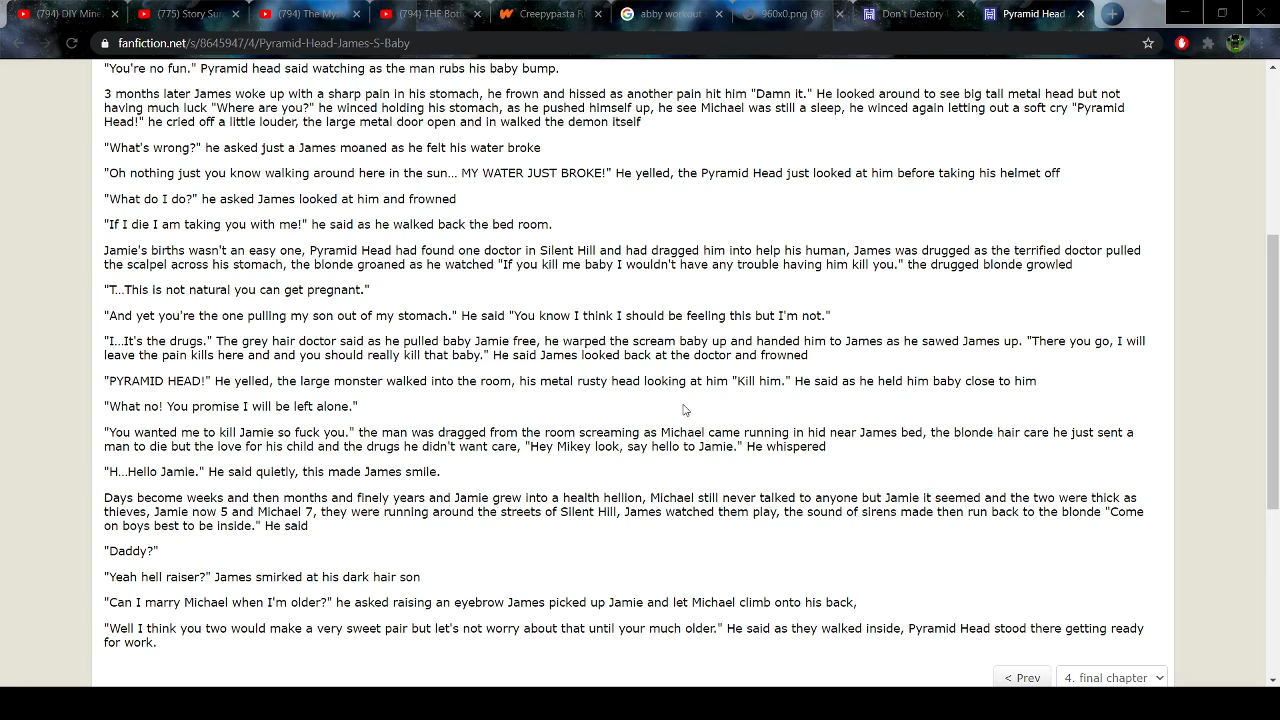 (794) DIY Mine
(775) Story Su
(794) The Mys
(794) THE Bott
Creepypasta R
abby workout
960x0.png (96
Don't Destory
Pyramid Head
fanfiction.net/s/8645947/4/Pyramid-Head-James-S-Baby
"You're no fun." Pyramid head said watching as the man rubs his baby bump.
3 months later James woke up with a sharp pain in his stomach, he frown and hissed as another pain hit him "Damn it." He looked around to see big tall metal head but not
having much luck "Where are you?" he winced holding his stomach, as he pushed himself up, he see Michael was still a sleep, he winced again letting out a soft cry "Pyramid
Head!" he cried off a little louder, the large metal door open and in walked the demon itself
"What's wrong?" he asked just a James moaned as he felt his water broke
"Oh nothing just you know walking around here in the sun... MY WATER JUST BROKE!" He yelled, the Pyramid Head just looked at him before taking his helmet off
"What do I do?" he asked James looked at him and frowned
"If I die I am taking you with me!" he said as he walked back the bed room.
Jamie's births wasn't an easy one, Pyramid Head had found one doctor in Silent Hill and had dragged him into help his human, James was drugged as the terrified doctor pulled
the scalpel across his stomach, the blonde groaned as he watched "If you kill me baby I wouldn't have any trouble having him kill you." the drugged blonde growled
"T...This is not natural you can get pregnant."
"And yet you're the one pulling my son out of my stomach." He said "You know I think I should be feeling this but I'm not."
"I...It's the drugs." The grey hair doctor said as he pulled baby Jamie free, he warped the scream baby up and handed him to James as he sawed James up. "There you go, I will
leave the pain kills here and and you should really kill that baby." He said James looked back at the doctor and frowned
"PYRAMID HEAD!" He yelled, the large monster walked into the room, his metal rusty head looking at him "Kill him." He said as he held him baby close to him
"What no! You promise I will be left alone."
"You wanted me to kill Jamie so fuck you." the man was dragged from the room screaming as Michael came running in hid near James bed, the blonde hair care he just sent a
man to die but the love for his child and the drugs he didn't want care, "Hey Mikey look, say hello to Jamie." He whispered
"H...Hello Jamie." He said quietly, this made James smile.
Days become weeks and then months and finely years and Jamie grew into a health hellion, Michael still never talked to anyone but Jamie it seemed and the two were thick as
thieves, Jamie now 5 and Michael 7, they were running around the streets of Silent Hill, James watched them play, the sound of sirens made then run back to the blonde "Come
on boys best to be inside." He said
"Daddy?"
"Yeah hell raiser?" James smirked at his dark hair son
"Can I marry Michael when I'm older?" he asked raising an eyebrow James picked up Jamie and let Michael climb onto his back,
"Well I think you two would make a very sweet pair but let's not worry about that until your much older." He said as they walked inside, Pyramid Head stood there getting ready
for work.
< Prev
4. final chapter